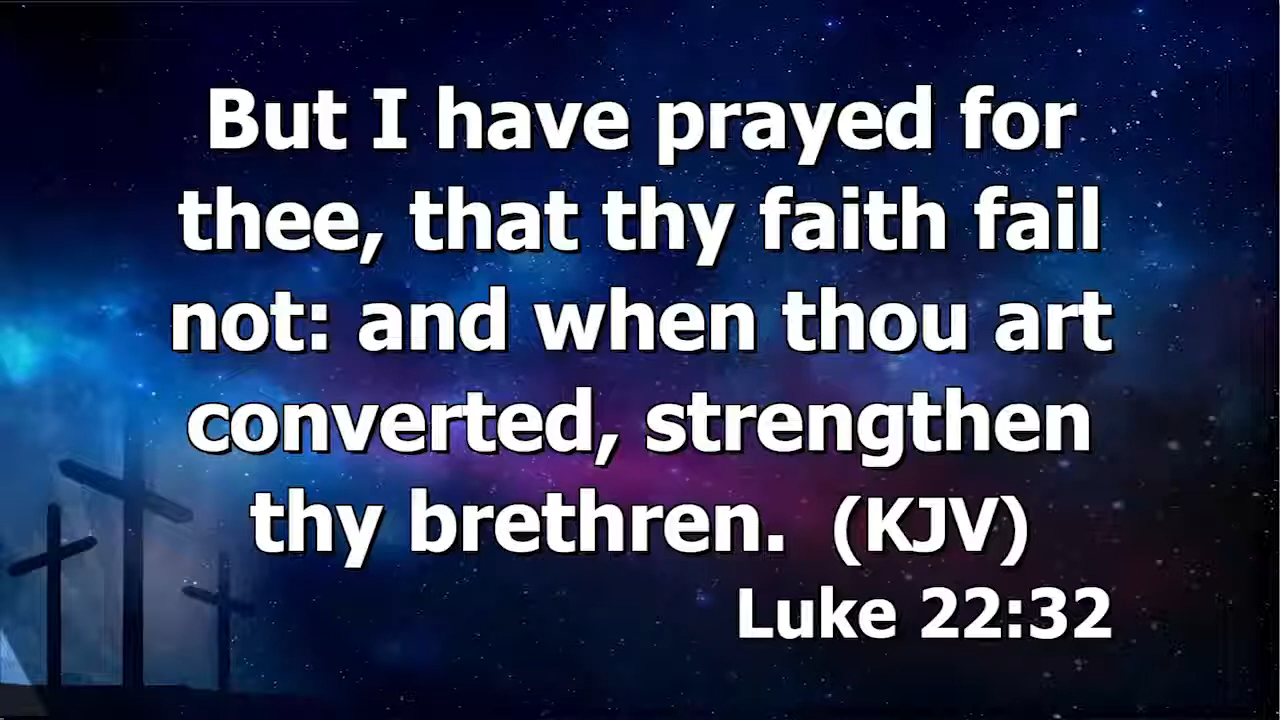 But I have prayed for
thee, that thy faith fail
not: and when thou art
converted, strengthen
thy brethren.  (KJV)
Luke 22:32